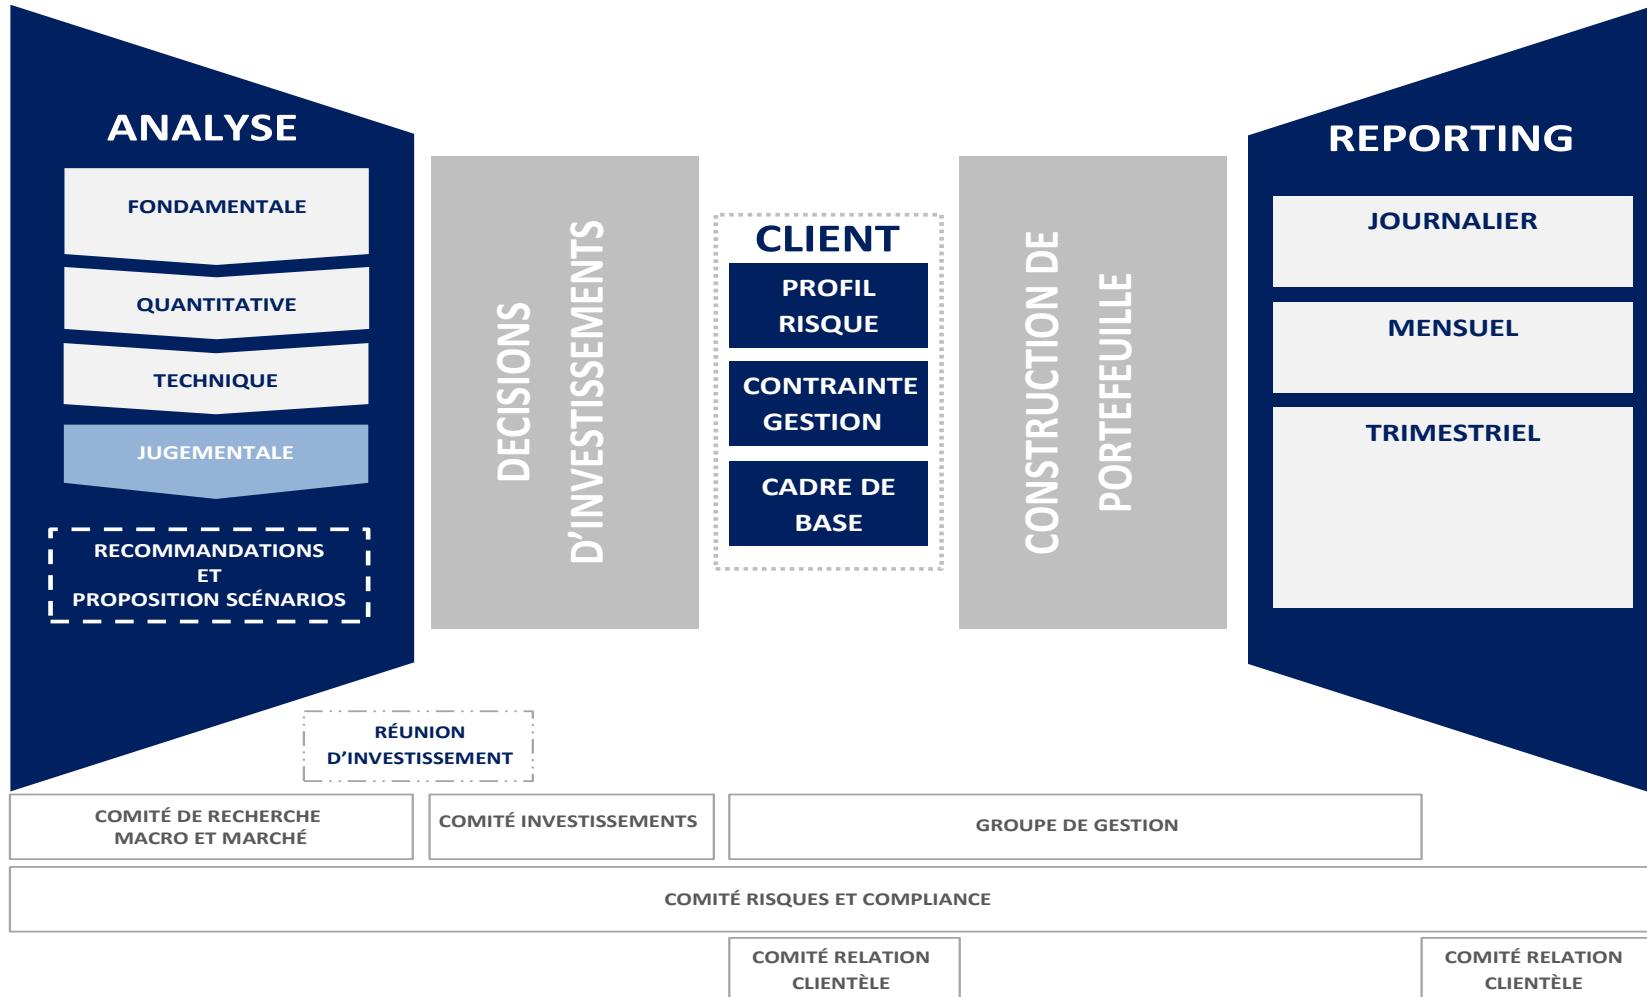 ANALYSE
FONDAMENTALE
QUANTITATIVE
TECHNIQUE
JUGEMENTALE
RECOMMANDATIONS
ET
PROPOSITION SCÉNARIOS
DECISIONS
D’INVESTISSEMENTS
CLIENT
PROFIL
RISQUE
CONTRAINTE
GESTION
CADRE DE
BASE
CONSTRUCTION DE
PORTEFEUILLE
REPORTING
JOURNALIER
MENSUEL
TRIMESTRIEL
RÉUNION
D’INVESTISSEMENT
COMITÉ DE RECHERCHE
MACRO ET MARCHÉ
COMITÉ INVESTISSEMENTS
GROUPE DE GESTION
COMITÉ RISQUES ET COMPLIANCE
COMITÉ RELATION
CLIENTÈLE
COMITÉ RELATION
CLIENTÈLE